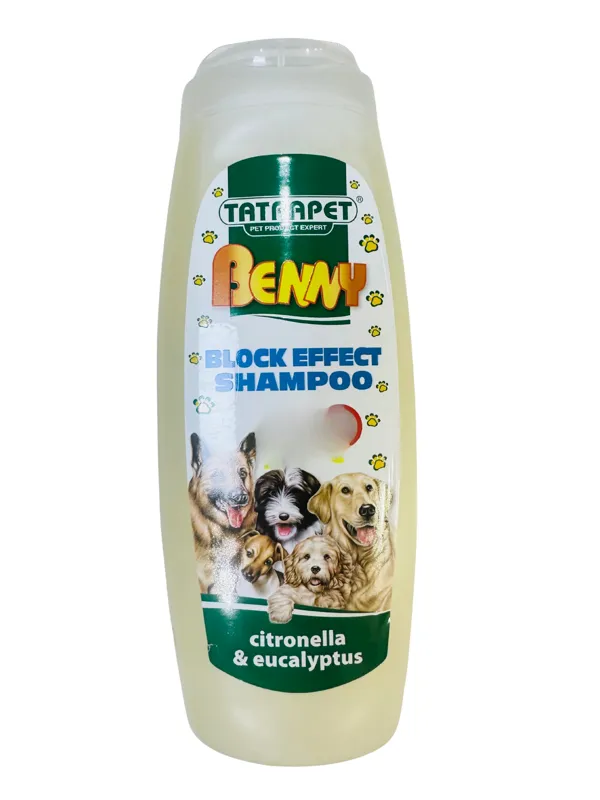 TATRAPET®
PET PRODUCT EXPERT
BENNY
BLOCK EFFECT
SHAMPOO
citronella
& eucalyptus